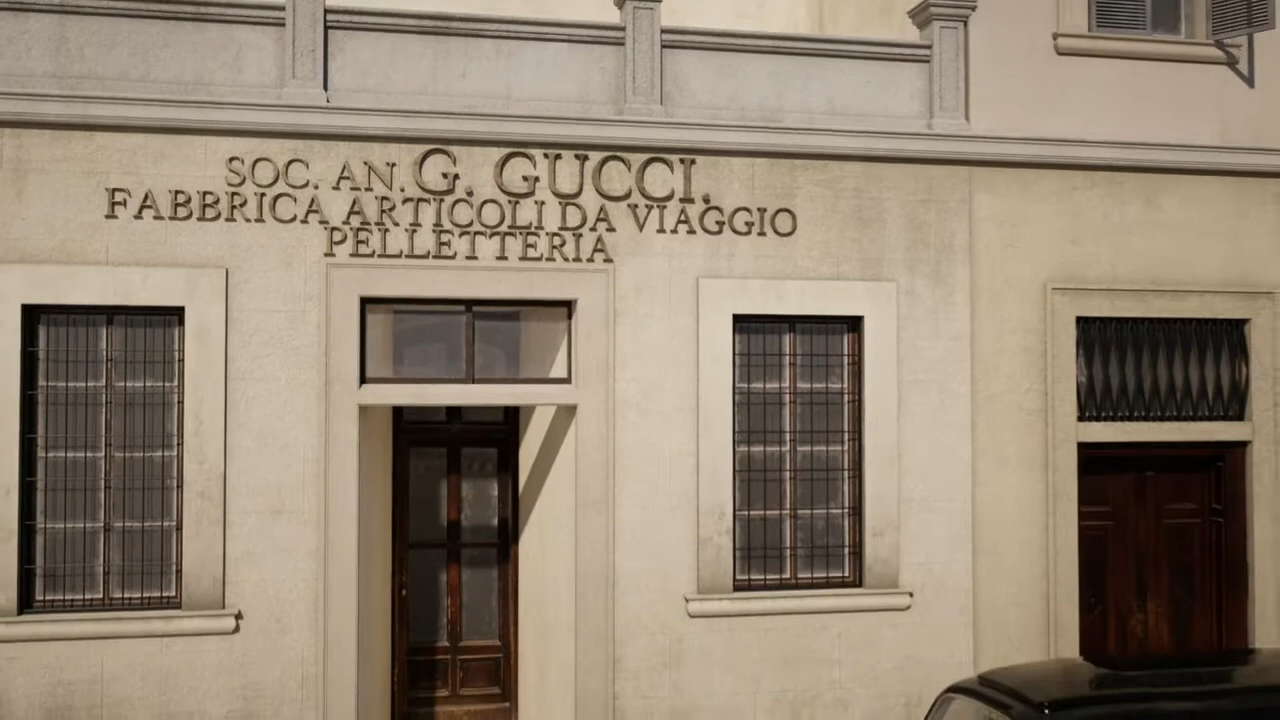 SOC. AN. G. GUCCI.
FABBRICA ARTICOLI DA VIAGGIO
PELLETTERIA